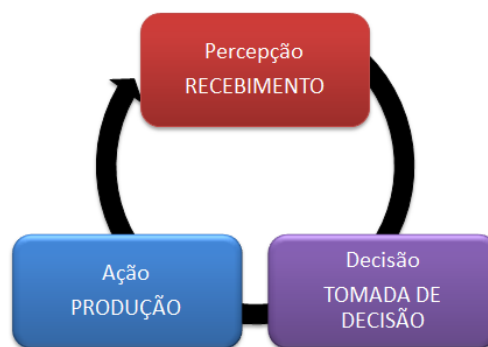 Percepção
RECEBIMENTO
Ação
PRODUÇÃO
Decisão
TOMADA DE
DECISÃO